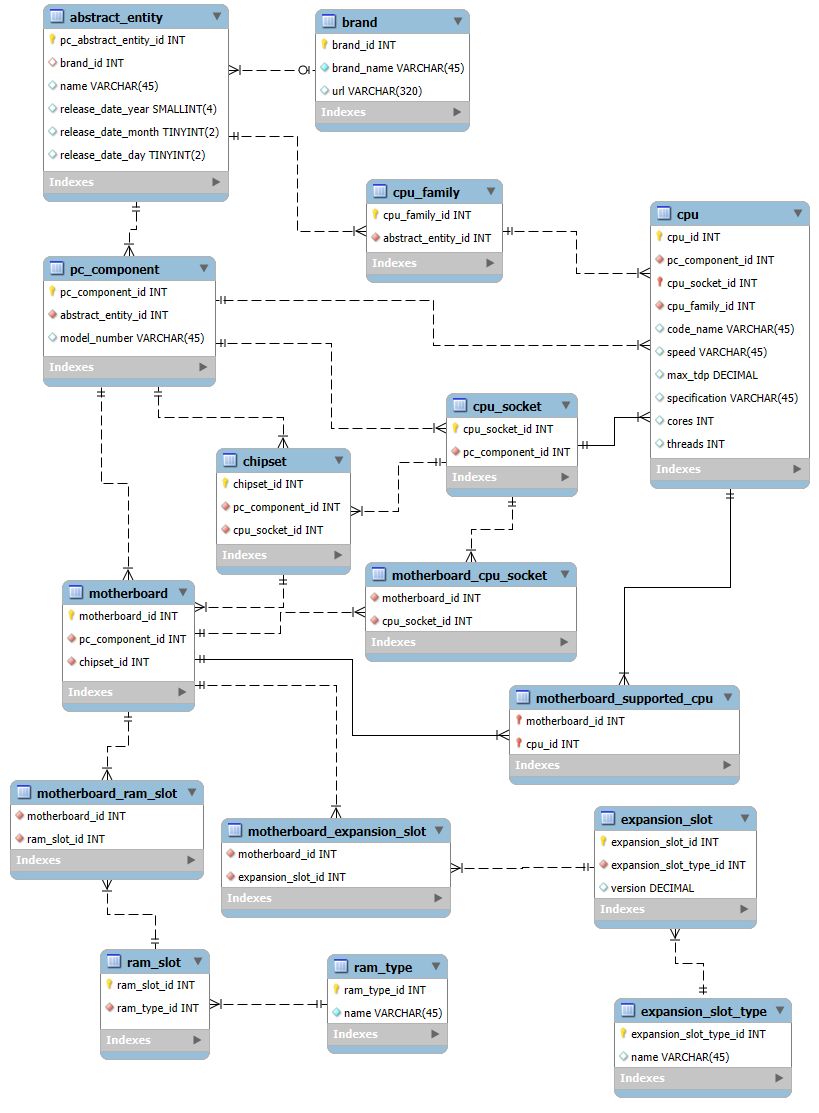 abstract_entity
pc_abstract_entity_id INT
brand_id INT
name VARCHAR(45)
release_date_year SMALLINT(4)
release_date_month TINYINT(2)
release_date_day TINYINT(2)
Indexes
brand
brand_id INT
brand_name VARCHAR(45)
url VARCHAR(320)
Indexes
cpu_family
cpu_family_id INT
abstract_entity_id INT
Indexes
cpu
cpu_id INT
pc_component_id INT
cpu_socket_id INT
cpu_family_id INT
code_name VARCHAR(45)
speed VARCHAR(45)
max_tdp DECIMAL
specification VARCHAR(45)
cores INT
threads INT
Indexes
pc_component
pc_component_id INT
abstract_entity_id INT
model_number VARCHAR(45)
Indexes
cpu_socket
cpu_socket_id INT
pc_component_id INT
Indexes
chipset
chipset_id INT
pc_component_id INT
cpu_socket_id INT
Indexes
motherboard_cpu_socket
motherboard_id INT
cpu_socket_id INT
Indexes
motherboard
motherboard_id INT
pc_component_id INT
chipset_id INT
Indexes
motherboard_supported_cpu
motherboard_id INT
cpu_id INT
Indexes
motherboard_ram_slot
motherboard_id INT
ram_slot_id INT
Indexes
motherboard_expansion_slot
motherboard_id INT
expansion_slot_id INT
Indexes
expansion_slot
expansion_slot_id INT
expansion_slot_type_id INT
version DECIMAL
Indexes
ram_slot
ram_slot_id INT
ram_type_id INT
Indexes
ram_type
ram_type_id INT
name VARCHAR(45)
Indexes
expansion_slot_type
expansion_slot_type_id INT
name VARCHAR(45)
Indexes